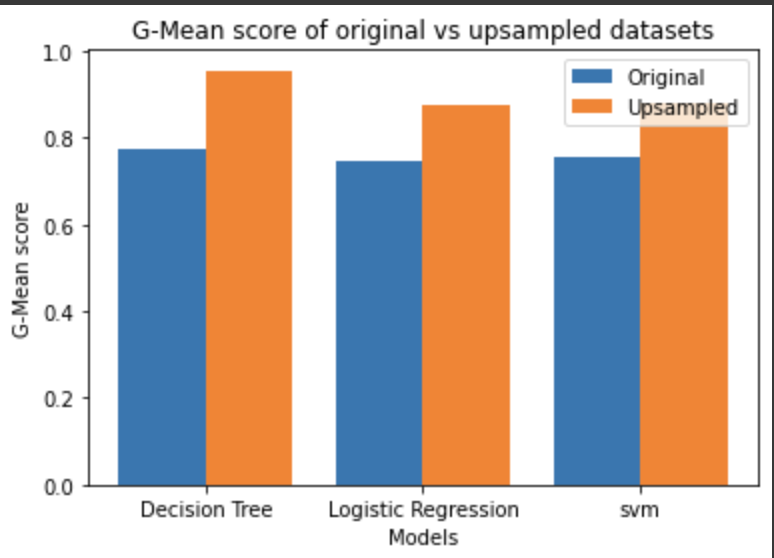 G-Mean score of original vs upsampled datasets
Original
Upsampled
G-Mean score
1.0
0.8
0.6
0.4
0.2
0.0
Decision Tree
Logistic Regression
svm
Models